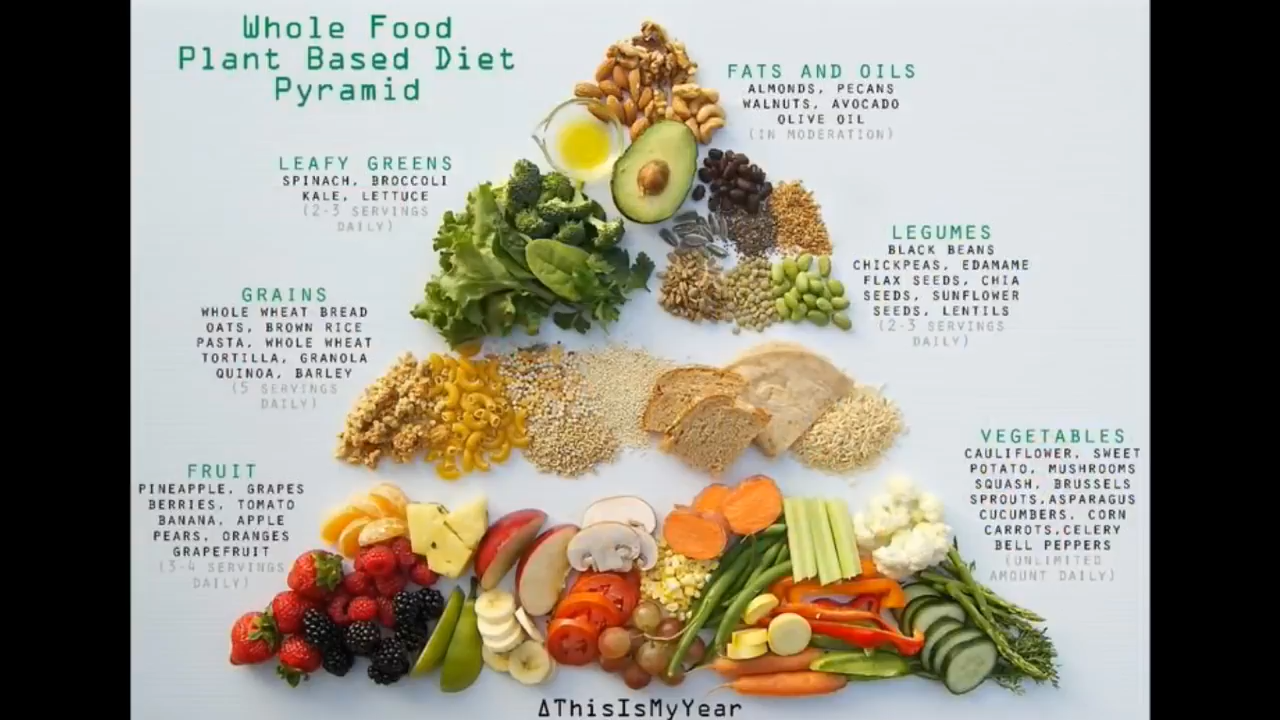 Whole Food
Plant Based Diet
Pyramid
FATS AND OILS
ALMONDS, PECANS
WALNUTS, AVOCADO
OLIVE OIL
(IN MODERATION)
LEAFY GREENS
SPINACH, BROCCOLI
KALE, LETTUCE
(2-3 SERVINGS
DAILY)
LEGUMES
BLACK BEANS
CHICKPEAS, EDAMAME
FLAX SEEDS, CHIA
SEEDS, SUNFLOWER
SEEDS, LENTILS
(2-3 SERVINGS
DAILY)
GRAINS
WHOLE WHEAT BREAD
OATS, BROWN RICE
PASTA, WHOLE WHEAT
TORTILLA, GRANOLA
QUINOA, BARLEY
(5 SERVINGS
DAILY)
FRUIT
PINEAPPLE, GRAPES
BERRIES, TOMATO
BANANA, APPLE
PEARS, ORANGES
GRAPEFRUIT
(3-4 SERVINGS
DAILY)
VEGETABLES
CAULIFLOWER, SWEET
POTATO, MUSHROOMS
SQUASH, BRUSSELS
SPROUTS,ASPARAGUS
CUCUMBERS, CORN
CARROTS,CELERY
BELL PEPPERS
(UNLIMITED
AMOUNT DAILY)
ΔThisIsMyYear